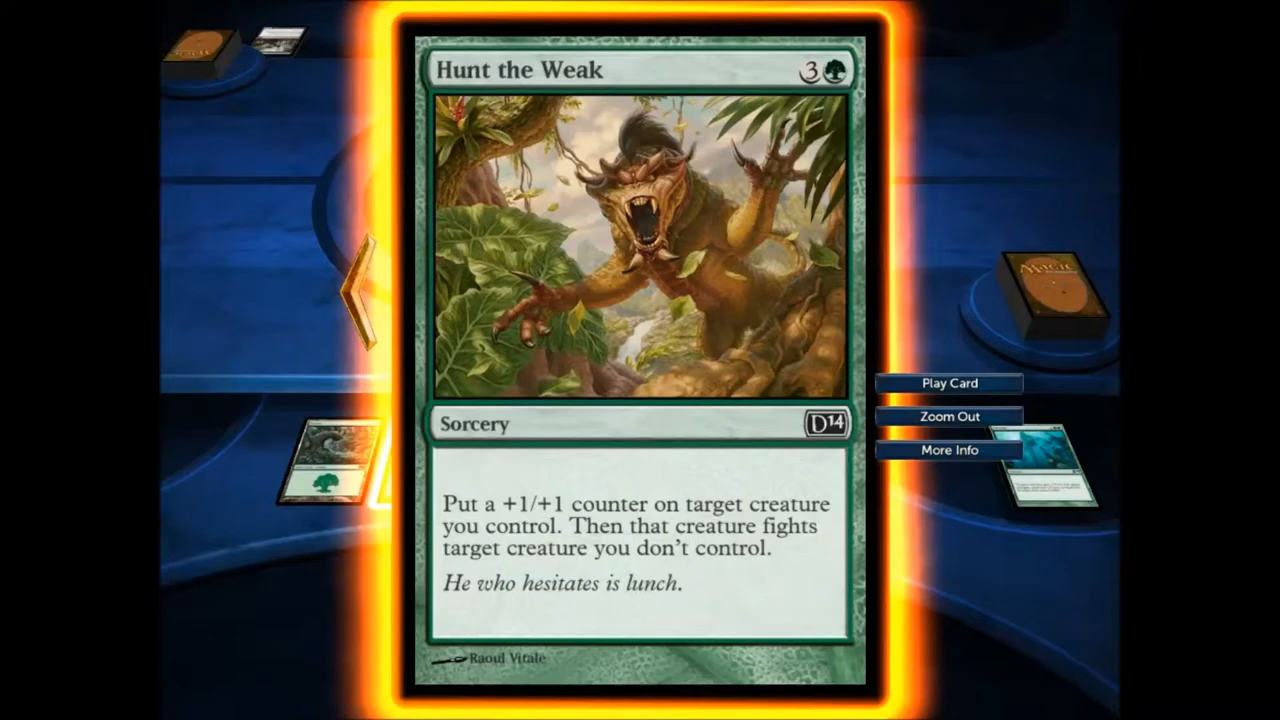 Hunt the Weak
3
MAGIC
Play Card
Sorcery
D14
Zoom Out
More Info
Put a +1/+1 counter on target creature
you control. Then that creature fights
target creature you don't control.
He who hesitates is lunch.
Raoul Vitale